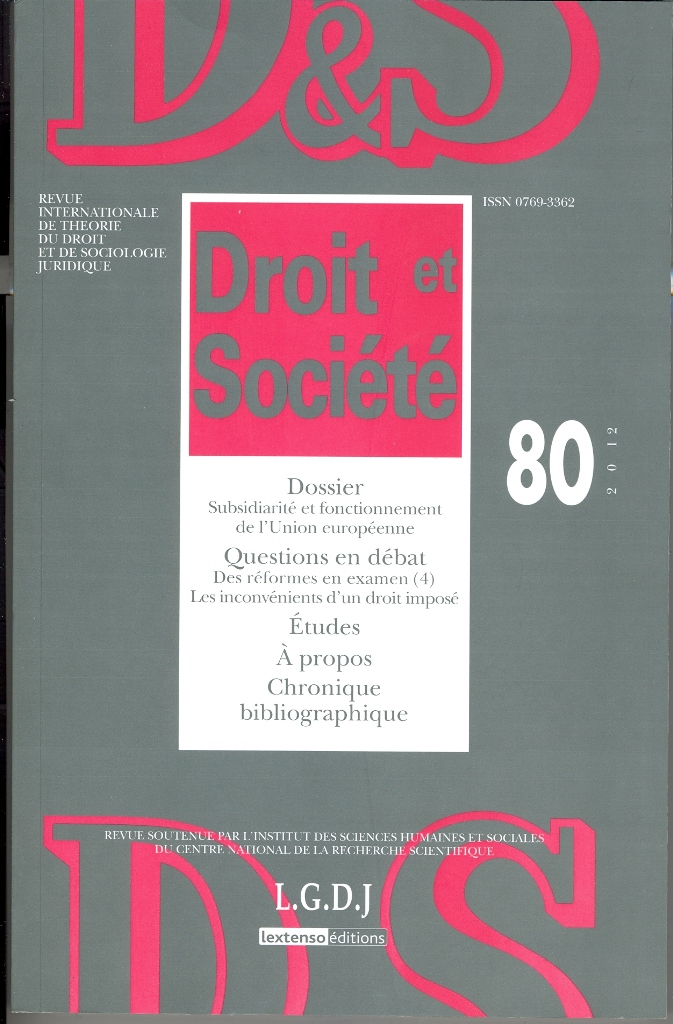 D&S
REVUE
INTERNATIONALE
DE THEORIE
DU DROIT
ET DE SOCIOLOGIE
JURIDIQUE
ISSN 0769-3362
Droit et
Société
80
2012
Dossier
Subsidiarité et fonctionnement
de l'Union européenne
Questions en débat
Des réformes en examen (4)
Les inconvénients d'un droit imposé
Études
À propos
Chronique
bibliographique
REVUE SOUTENUE PAR L'INSTITUT DES SCIENCES HUMAINES ET SOCIALES
DU CENTRE NATIONAL DE LA RECHERCHE SCIENTIFIQUE
L.G.D.J
lextenso éditions
D S